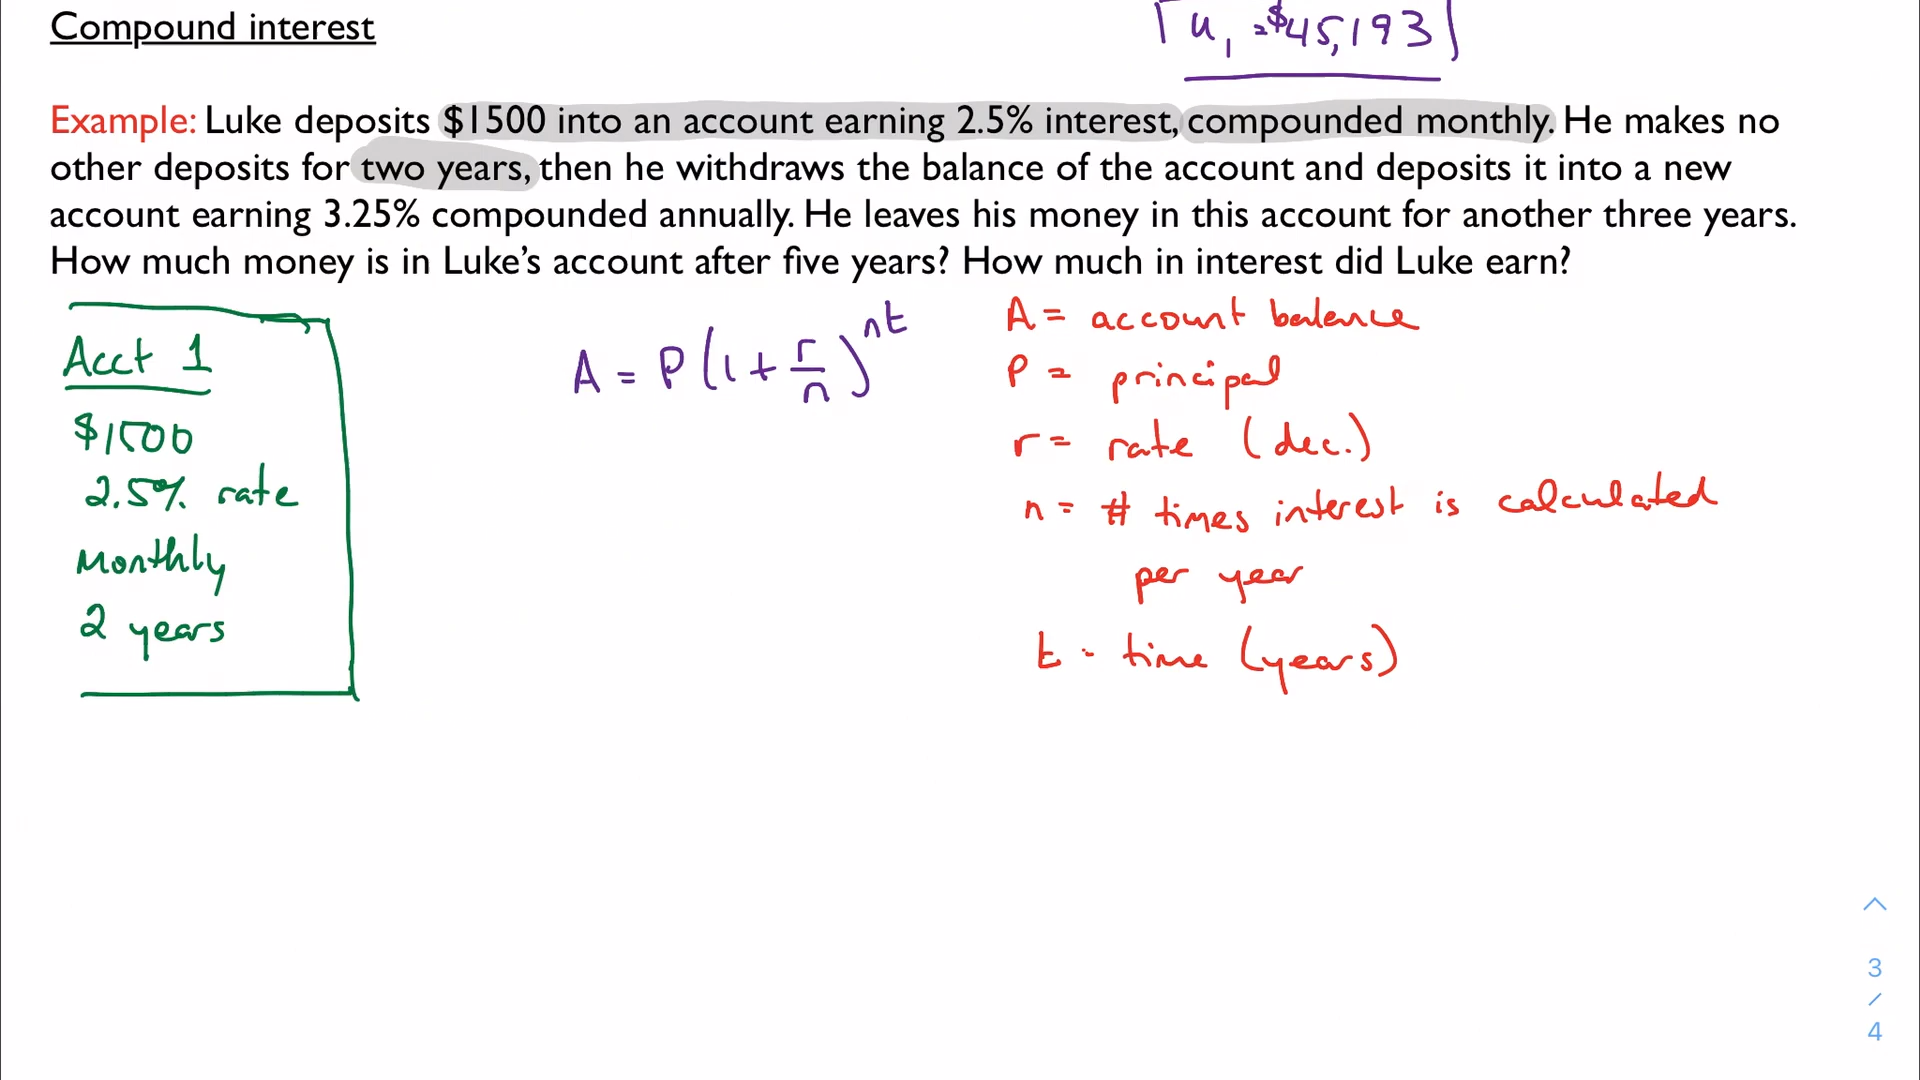 Compound interest
u₁ = $45,193
Example: Luke deposits $1500 into an account earning 2.5% interest, compounded monthly. He makes no
other deposits for two years, then he withdraws the balance of the account and deposits it into a new
account earning 3.25% compounded annually. He leaves his money in this account for another three years.
How much money is in Luke's account after five years? How much in interest did Luke earn?
Acct 1
$1500
2.5% rate
Monthly
2 years
A = P(1 + r/n)^nt
A = account balance
P = principal
r = rate (dec.)
n = # times interest is calculated
per year
t = time (years)
3
/
4